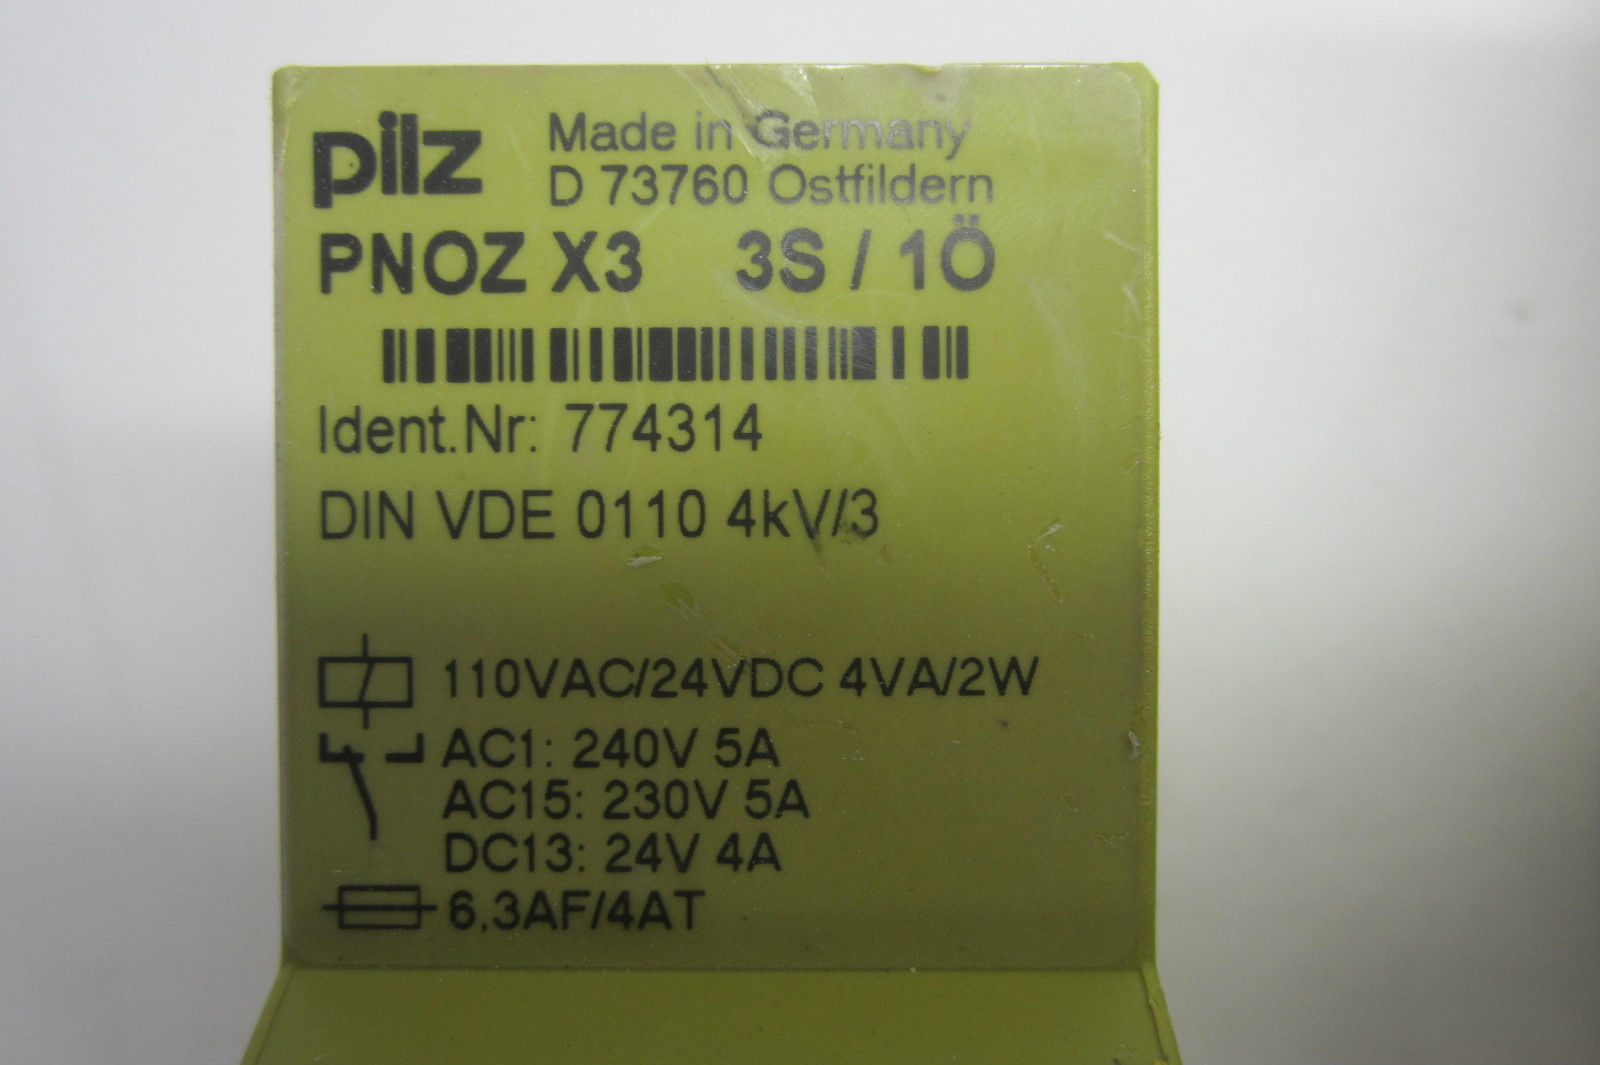 pilz
Made in Germany
D 73760 Ostfildern
PNOZ X3 3S / 1Ö
Ident.Nr: 774314
DIN VDE 0110 4kV/3
110VAC/24VDC 4VA/2W
AC1: 240V 5A
AC15: 230V 5A
DC13: 24V 4A
6,3AF/4AT